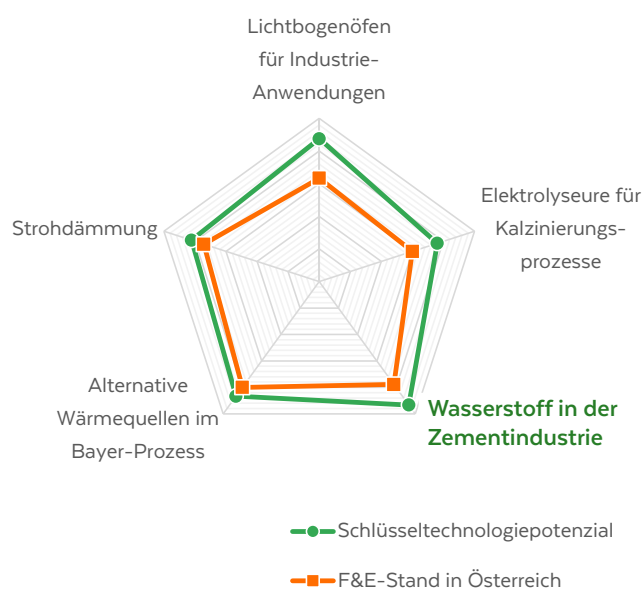 Lichtbogenöfen
für Industrie-
Anwendungen
Elektrolyseure für
Kalzinierungs-
prozesse
Strohdämmung
Alternative
Wärmequellen im
Bayer-Prozess
Wasserstoff in der
Zementindustrie
Schlüsseltechnologiepotenzial
F&E-Stand in Österreich